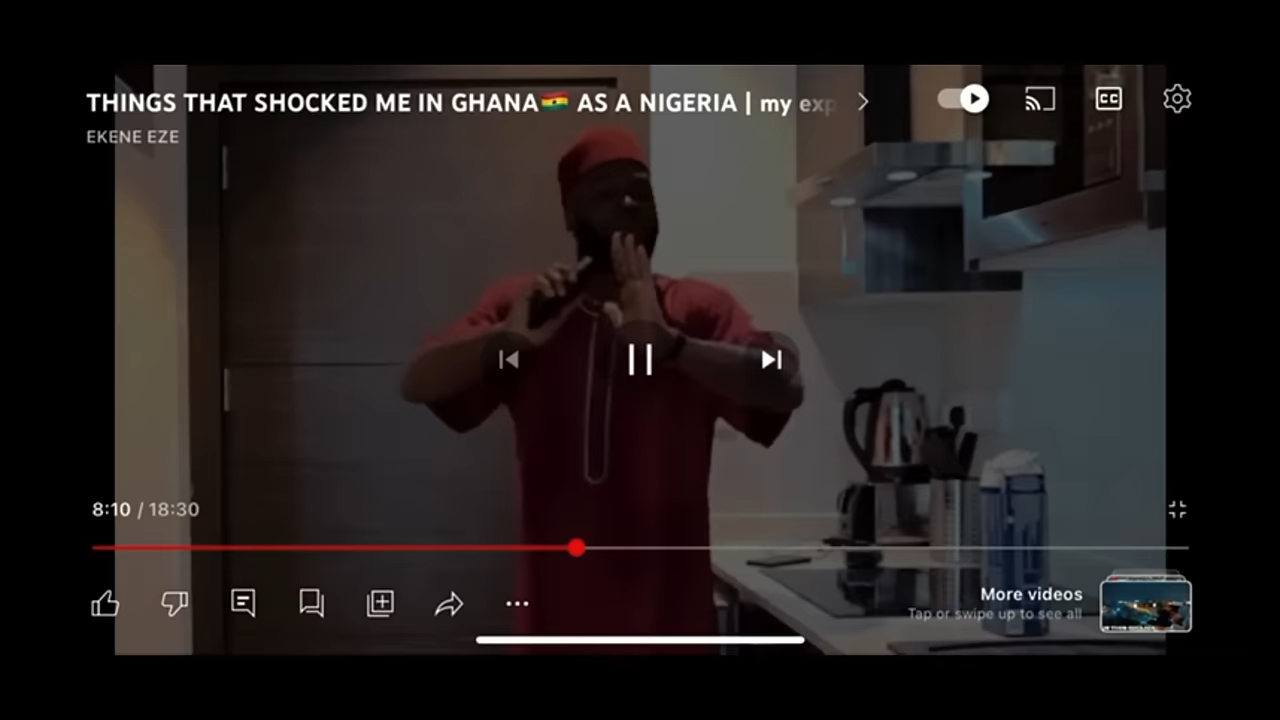 THINGS THAT SHOCKED ME IN GHANA🇬🇭 AS A NIGERIA | my exp
EKENE EZE
CC
8:10 / 18:30
More videos
Tap or swipe up to see all